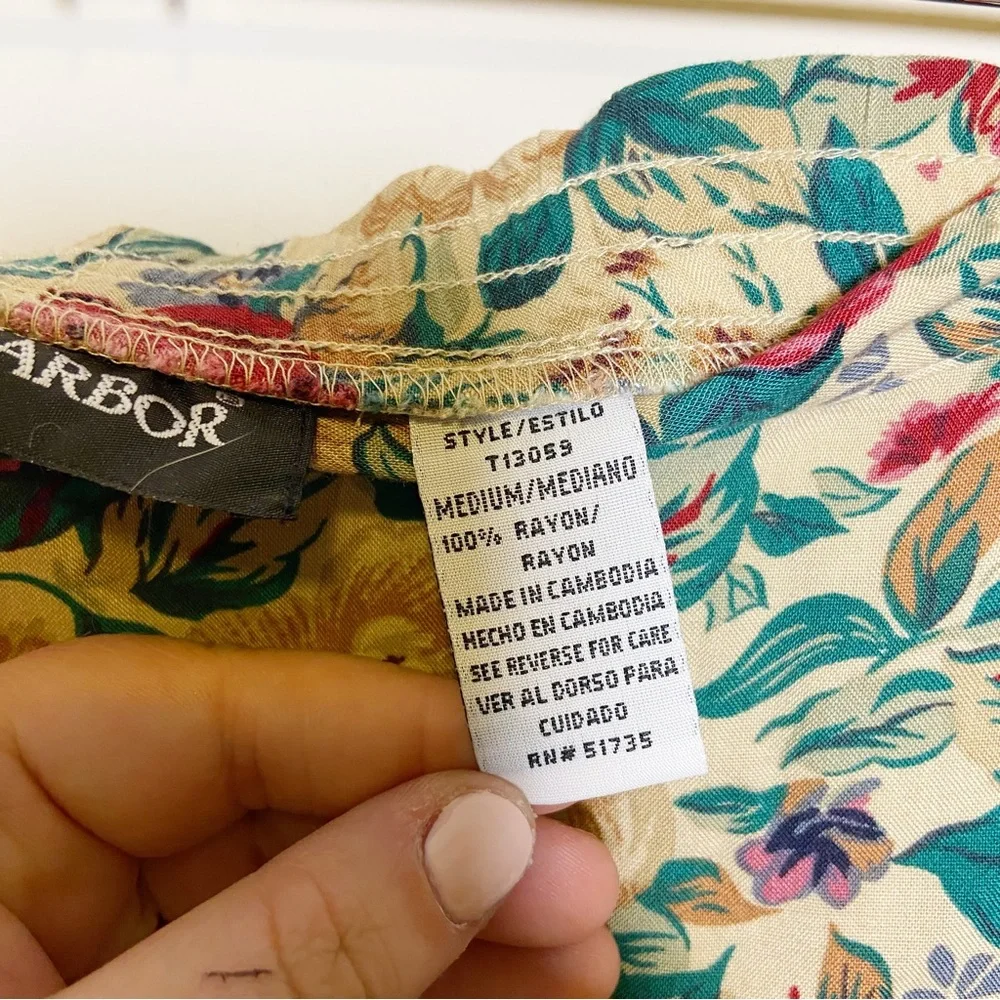 ARBOR
STYLE/ESTILO
T13059
MEDIUM/MEDIANO
100% RAYON/
RAYON
MADE IN CAMBODIA
HECHO EN CAMBODIA
SEE REVERSE FOR CARE
VER AL DORSO PARA
CUIDADO
RN# 51735